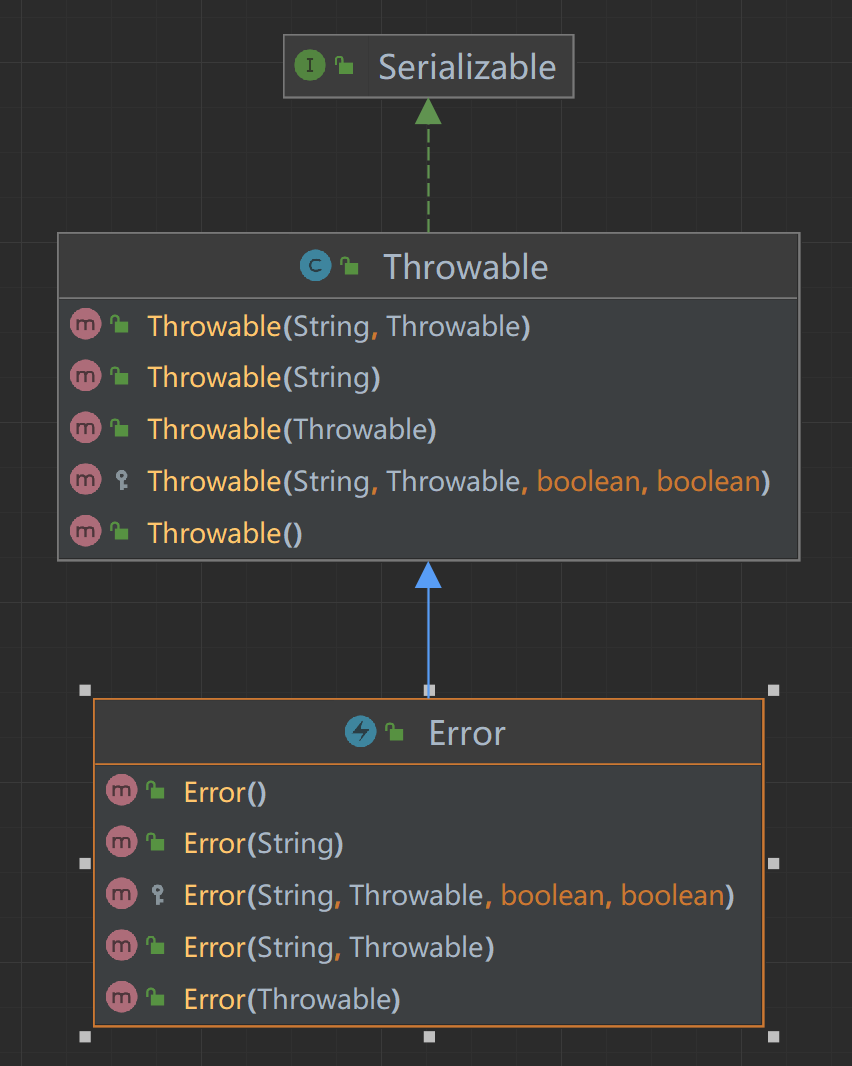 I Serializable
C Throwable
m Throwable(String, Throwable)
m Throwable(String)
m Throwable(Throwable)
m Throwable(String, Throwable, boolean, boolean)
m Throwable()
Error
m Error()
m Error(String)
m Error(String, Throwable, boolean, boolean)
m Error(String, Throwable)
m Error(Throwable)